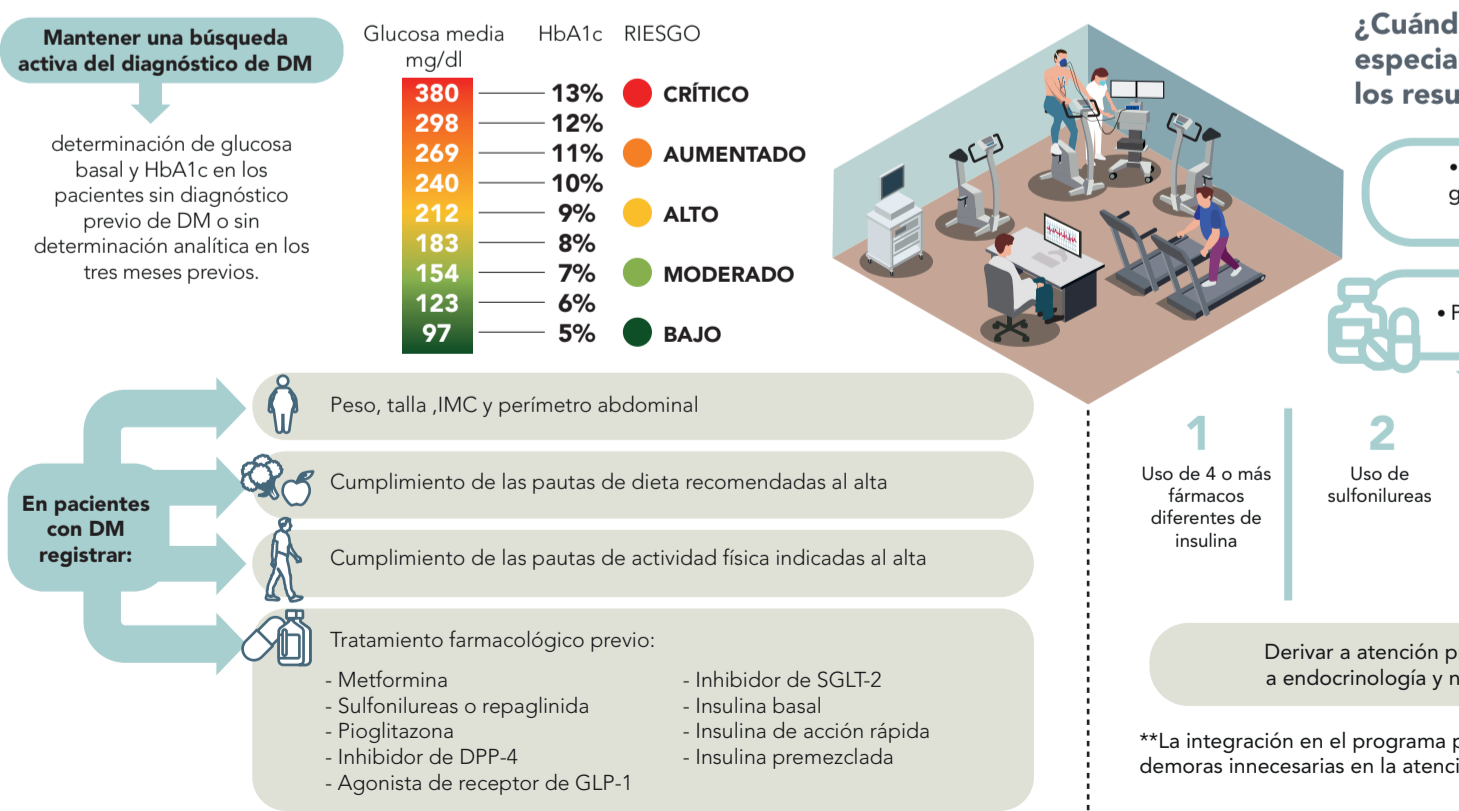 Mantener una búsqueda
activa del diagnóstico de DM
determinación de glucosa
basal y HbA1c en los
pacientes sin diagnóstico
previo de DM o sin
determinación analítica en los
tres meses previos.
Glucosa media
mg/dl
HbA1c
RIESGO
380 13% CRÍTICO
298 12%
269 11% AUMENTADO
240 10%
212 9% ALTO
183 8%
154 7% MODERADO
123 6%
97 5% BAJO
En pacientes
con DM
registrar:
Peso, talla ,IMC y perímetro abdominal
Cumplimiento de las pautas de dieta recomendadas al alta
Cumplimiento de las pautas de actividad física indicadas al alta
Tratamiento farmacológico previo:
- Metformina
- Sulfonilureas o repaglinida
- Pioglitazona
- Inhibidor de DPP-4
- Agonista de receptor de GLP-1
- Inhibidor de SGLT-2
- Insulina basal
- Insulina de acción rápida
- Insulina premezclada
¿Cuánd
especia
los resu
•
g
• P
1
Uso de 4 o más
fármacos
diferentes de
insulina
2
Uso de
sulfonilureas
Derivar a atención p
a endocrinología y n
**La integración en el programa p
demoras innecesarias en la atenci